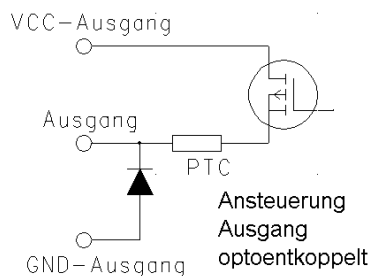 VCC-Ausgang
Ausgang
PTC
Ansteuerung
Ausgang
optoentkoppelt
GND-Ausgang